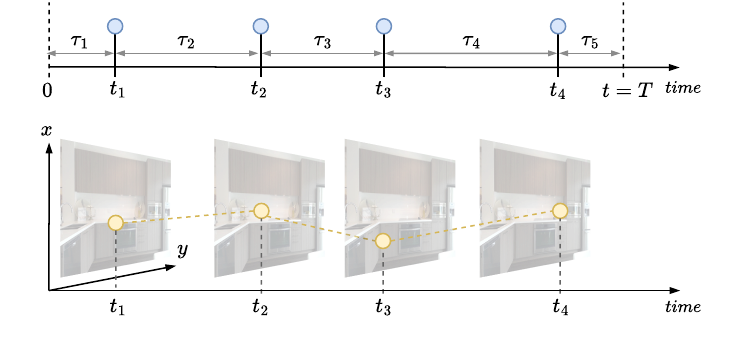 τ₁ τ₂ τ₃ τ₄ τ₅
0 t₁ t₂ t₃ t₄ t = T time
x
y
t₁ t₂ t₃ t₄ time